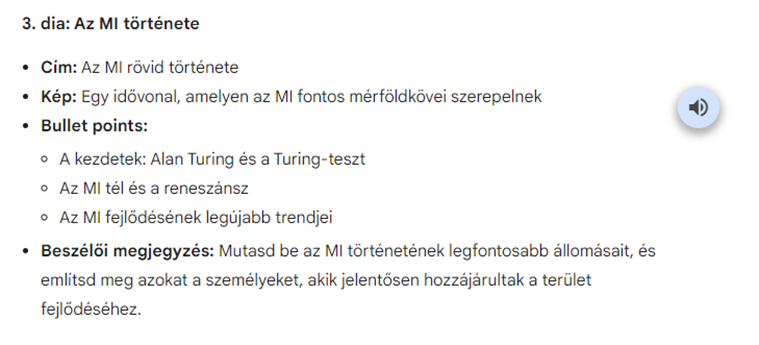 3. dia: Az MI története
Cím: Az MI rövid története
Kép: Egy idővonal, amelyen az MI fontos mérföldkövei szerepelnek
Bullet points:
A kezdetek: Alan Turing és a Turing-teszt
Az MI tél és a reneszánsz
Az MI fejlődésének legújabb trendjei
Beszélői megjegyzés: Mutasd be az MI történetének legfontosabb állomásait, és
említsd meg azokat a személyeket, akik jelentősen hozzájárultak a terület
fejlődéséhez.